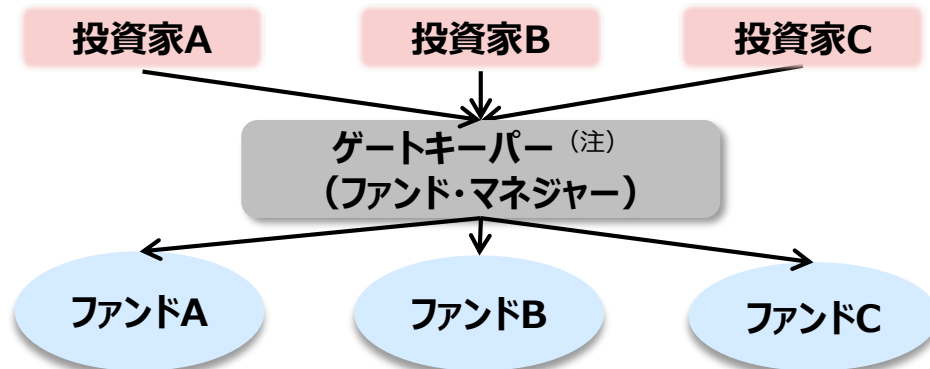 投資家A
投資家B
投資家C
ゲートキーパー（注）
（ファンド・マネジャー）
ファンドA
ファンドB
ファンドC